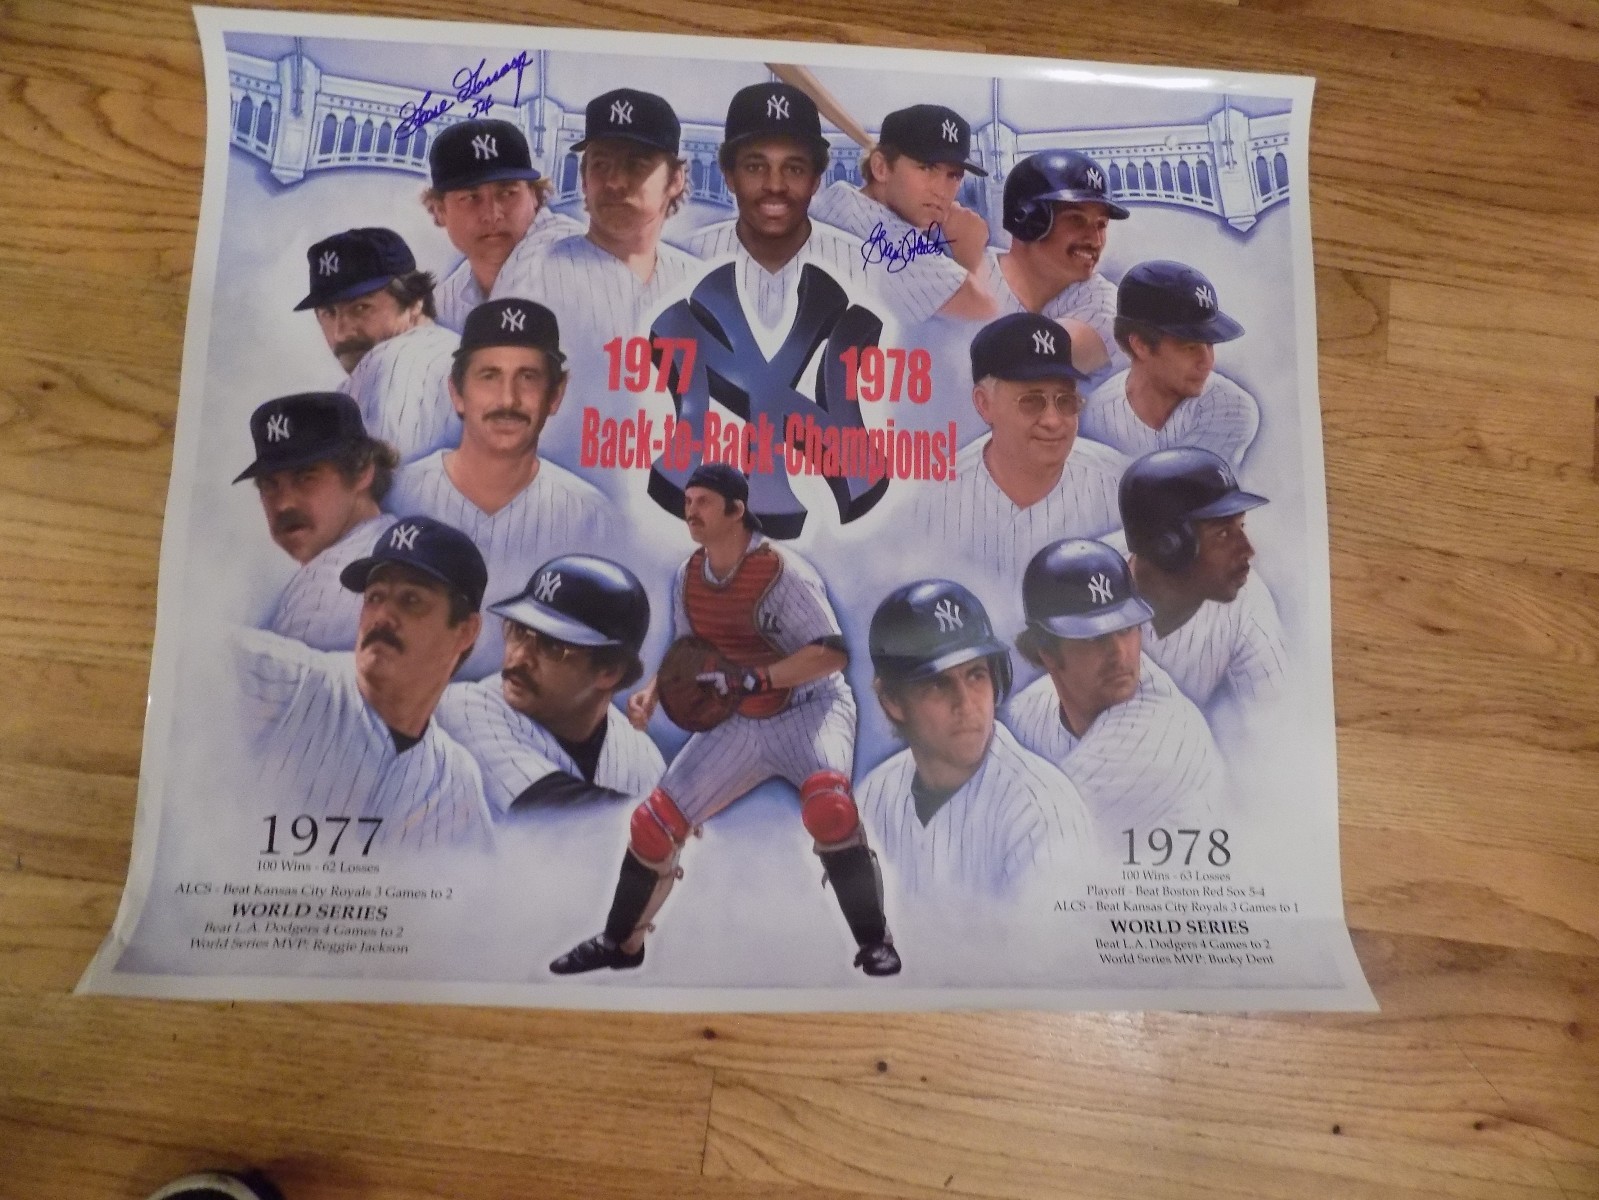 Goose Gossage
54
1977 1978
Back-to-Back-Champions!
1977
100 Wins - 62 Losses
ALCS - Beat Kansas City Royals 3 Games to 2
WORLD SERIES
Beat L.A. Dodgers 4 Games to 2
World Series MVP: Reggie Jackson
1978
100 Wins - 63 Losses
Playoff - Beat Boston Red Sox 5-4
ALCS - Beat Kansas City Royals 3 Games to 1
WORLD SERIES
Beat L.A. Dodgers 4 Games to 2
World Series MVP: Bucky Dent